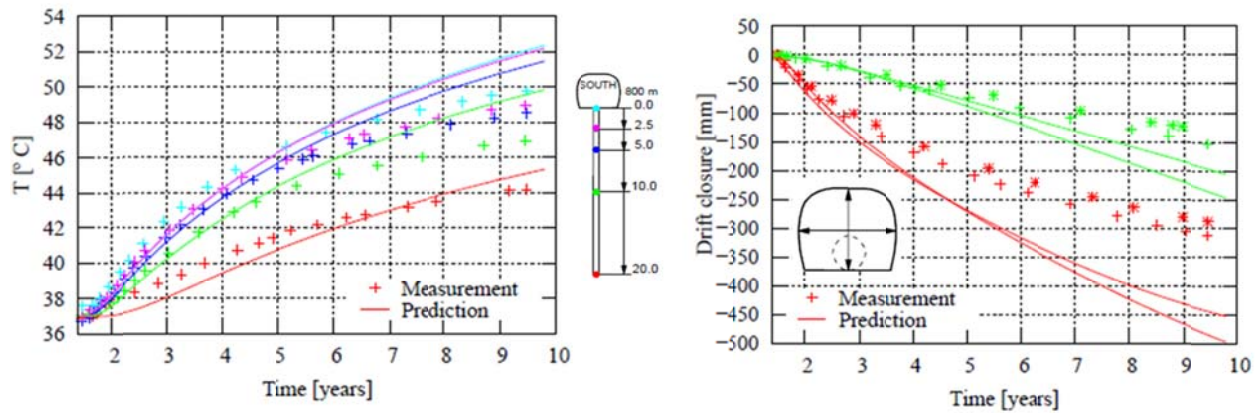 54
52
50
48
46
44
42
40
38
36
T [° C]
2 3 4 5 6 7 8 9 10
Time [years]
Measurement
Prediction
SOUTH
800 m
0.0
2.5
5.0
10.0
20.0
0
−50
−100
−150
−200
−250
−300
−350
−400
−450
−500
Drift closure [mm]
2 3 4 5 6 7 8 9 10
Time [years]
Measurement
Prediction